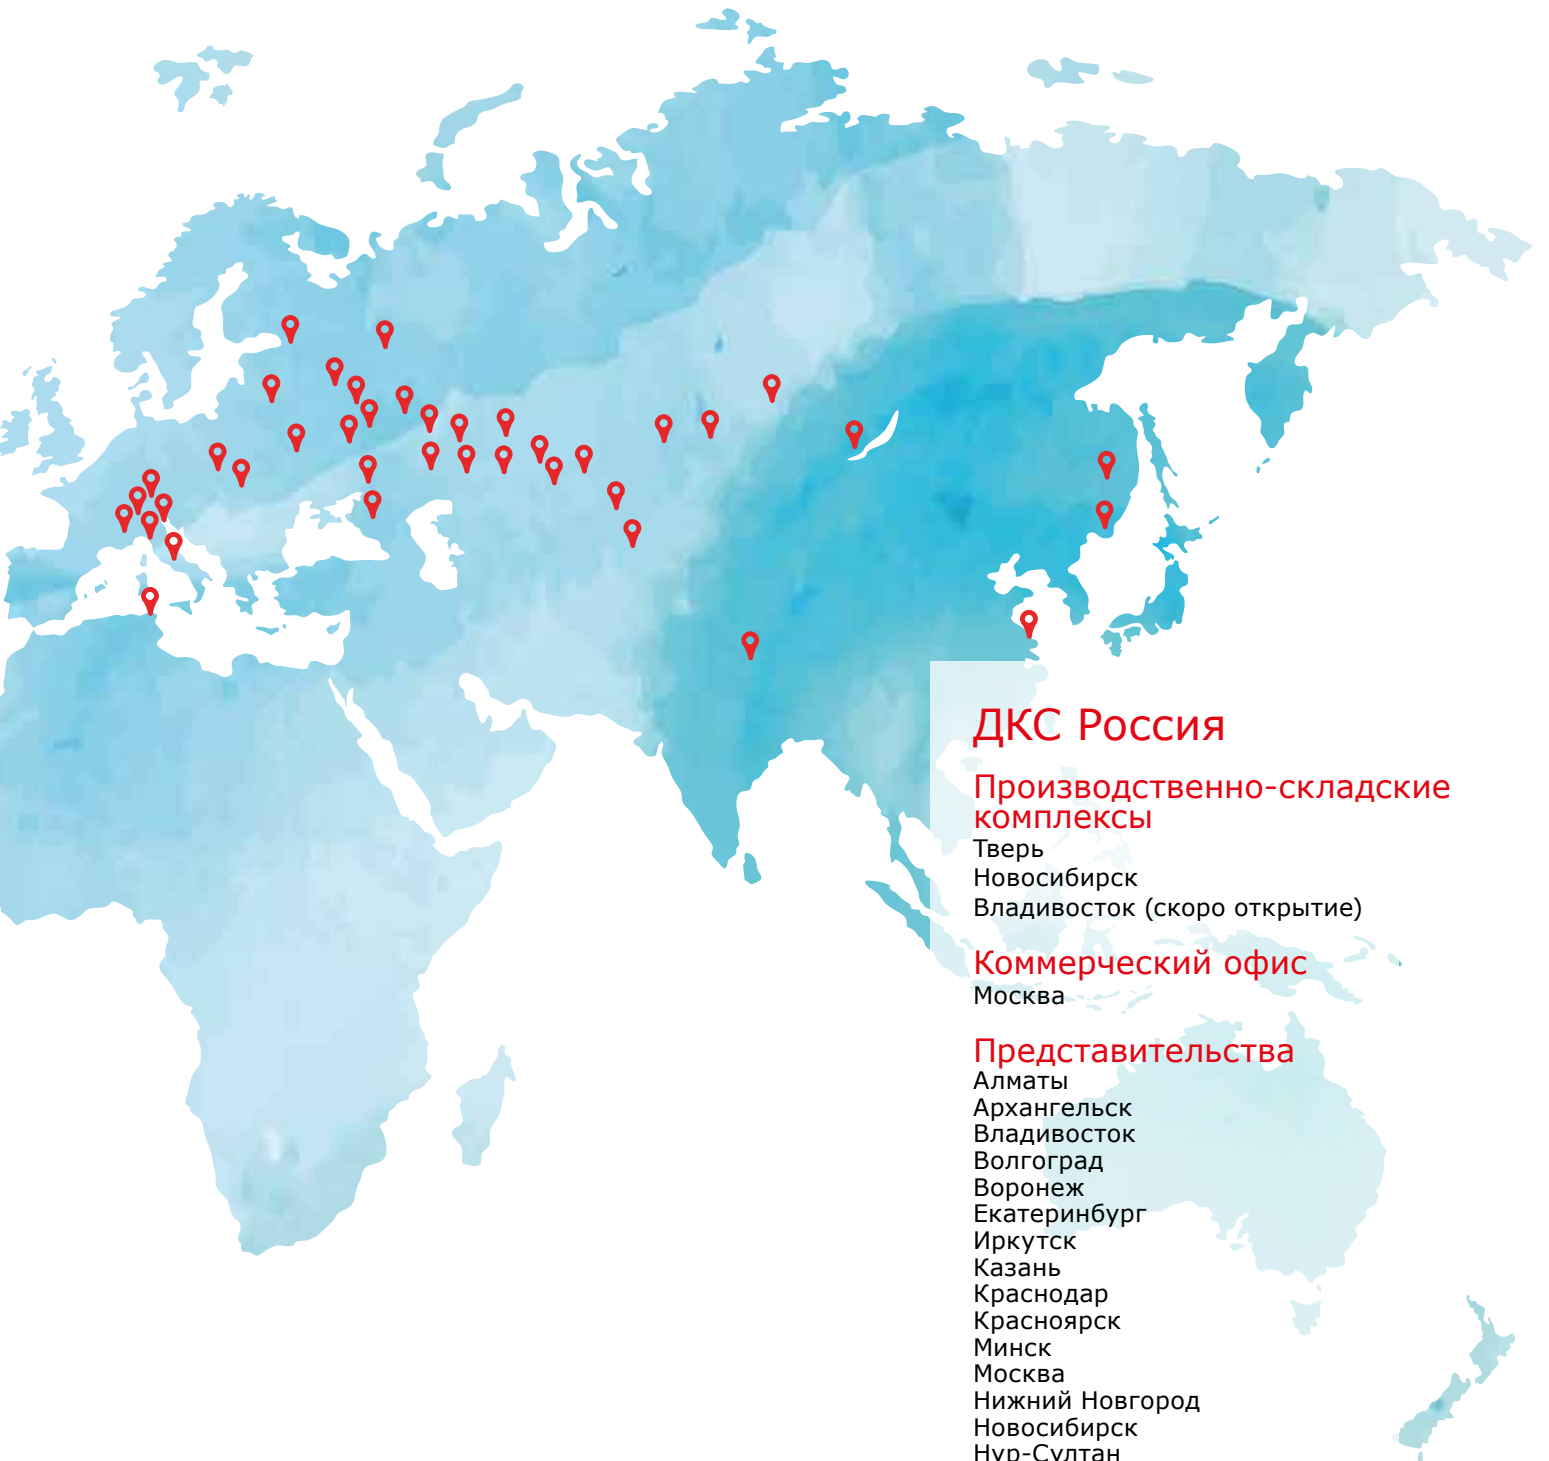 ДКС Россия
Производственно-складские
комплексы
Тверь
Новосибирск
Владивосток (скоро открытие)
Коммерческий офис
Москва
Представительства
Алматы
Архангельск
Владивосток
Волгоград
Воронеж
Екатеринбург
Иркутск
Казань
Краснодар
Красноярск
Минск
Москва
Нижний Новгород
Новосибирск
Нур-Султан